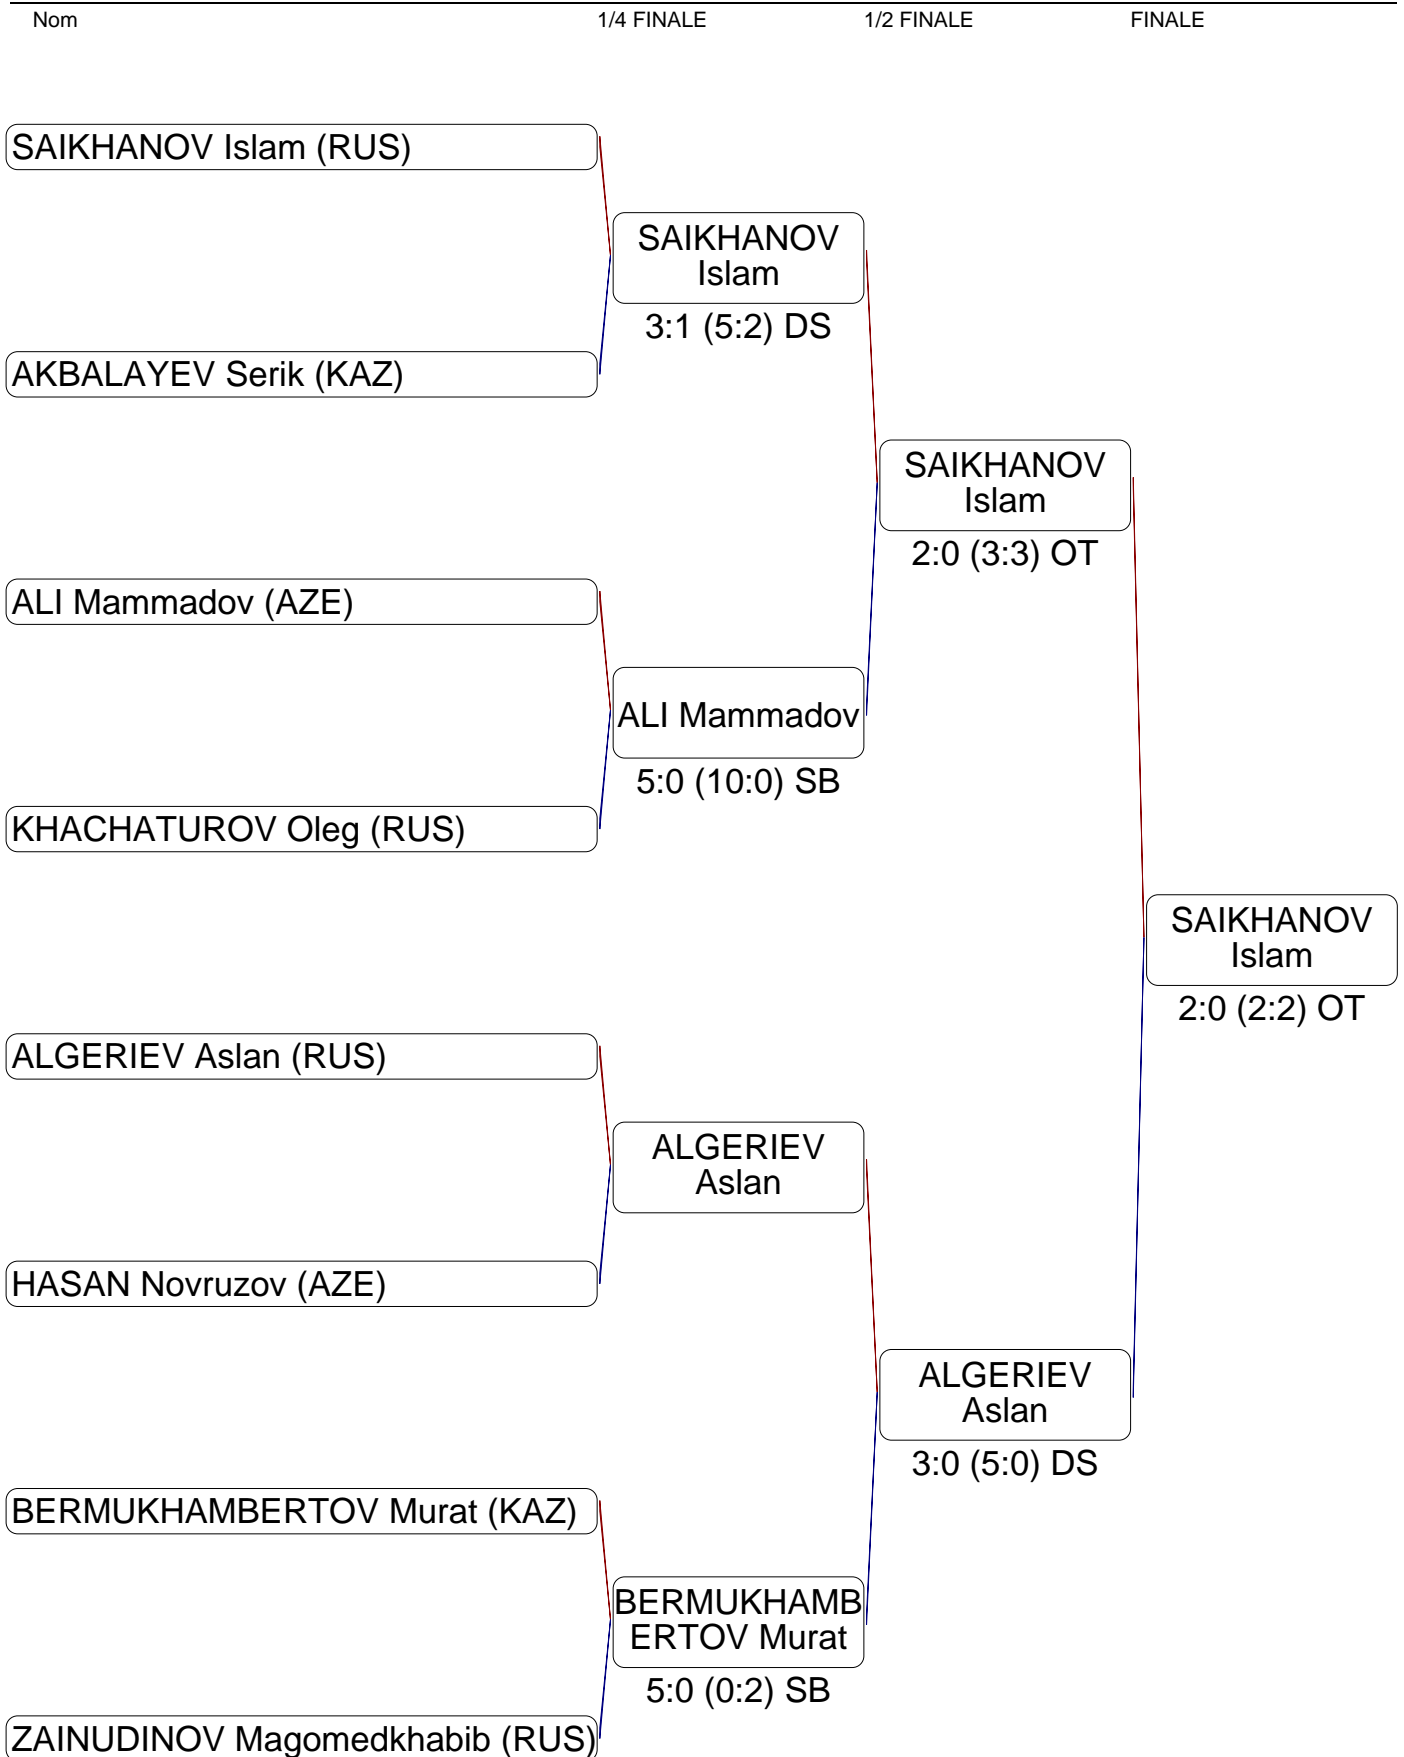 Nom 1/4 FINALE 1/2 FINALE FINALE
SAIKHANOV Islam (RUS)
SAIKHANOV
Islam
3:1 (5:2) DS
AKBALAYEV Serik (KAZ)
SAIKHANOV
Islam
2:0 (3:3) OT
ALI Mammadov (AZE)
ALI Mammadov
5:0 (10:0) SB
KHACHATUROV Oleg (RUS)
SAIKHANOV
Islam
2:0 (2:2) OT
ALGERIEV Aslan (RUS)
ALGERIEV
Aslan
HASAN Novruzov (AZE)
ALGERIEV
Aslan
3:0 (5:0) DS
BERMUKHAMBERTOV Murat (KAZ)
BERMUKHAMB
ERTOV Murat
5:0 (0:2) SB
ZAINUDINOV Magomedkhabib (RUS)